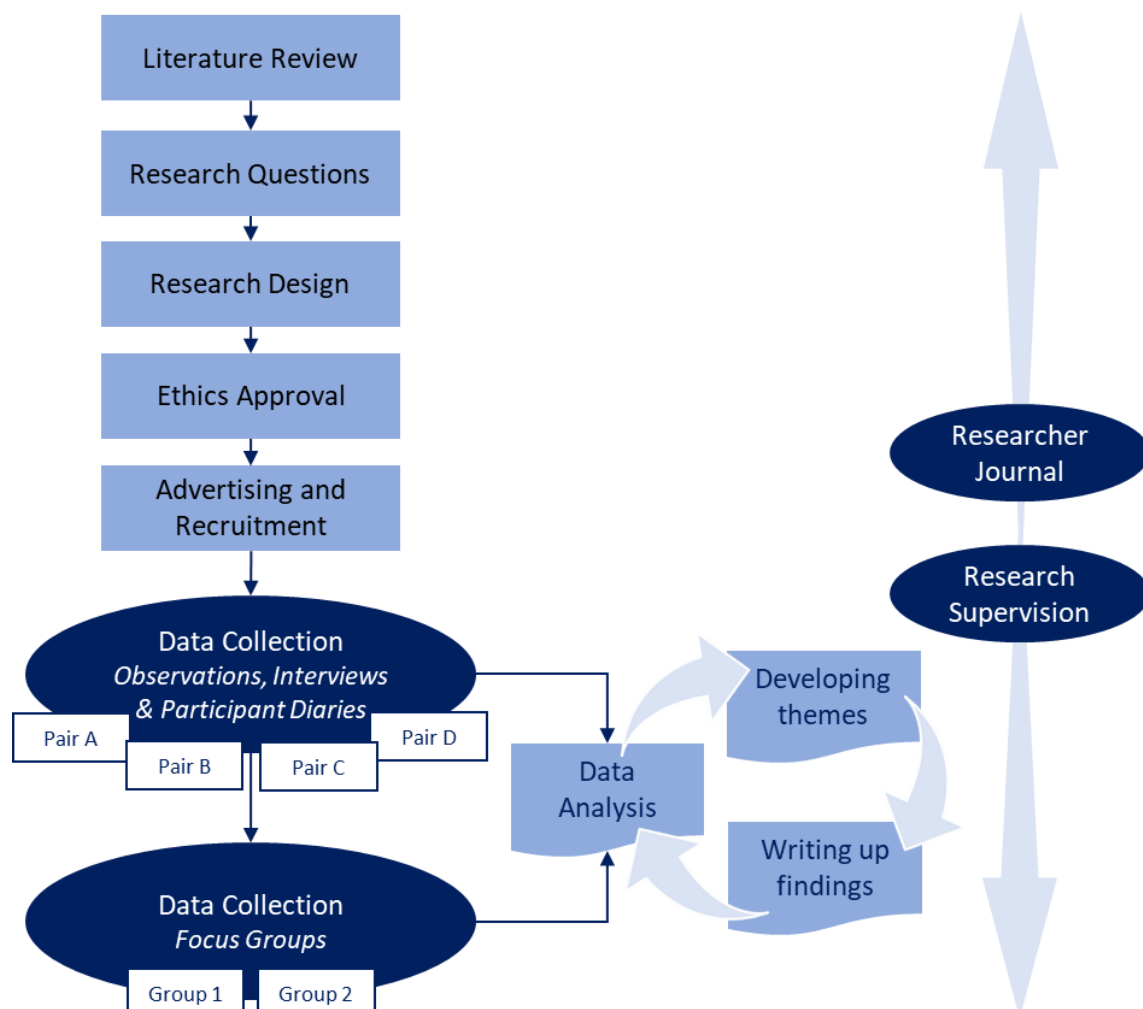 Literature Review
Research Questions
Research Design
Ethics Approval
Advertising and
Recruitment
Data Collection
Observations, Interviews
& Participant Diaries
Pair A
Pair B
Pair C
Pair D
Data Collection
Focus Groups
Group 1
Group 2
Data
Analysis
Developing
themes
Writing up
findings
Researcher
Journal
Research
Supervision